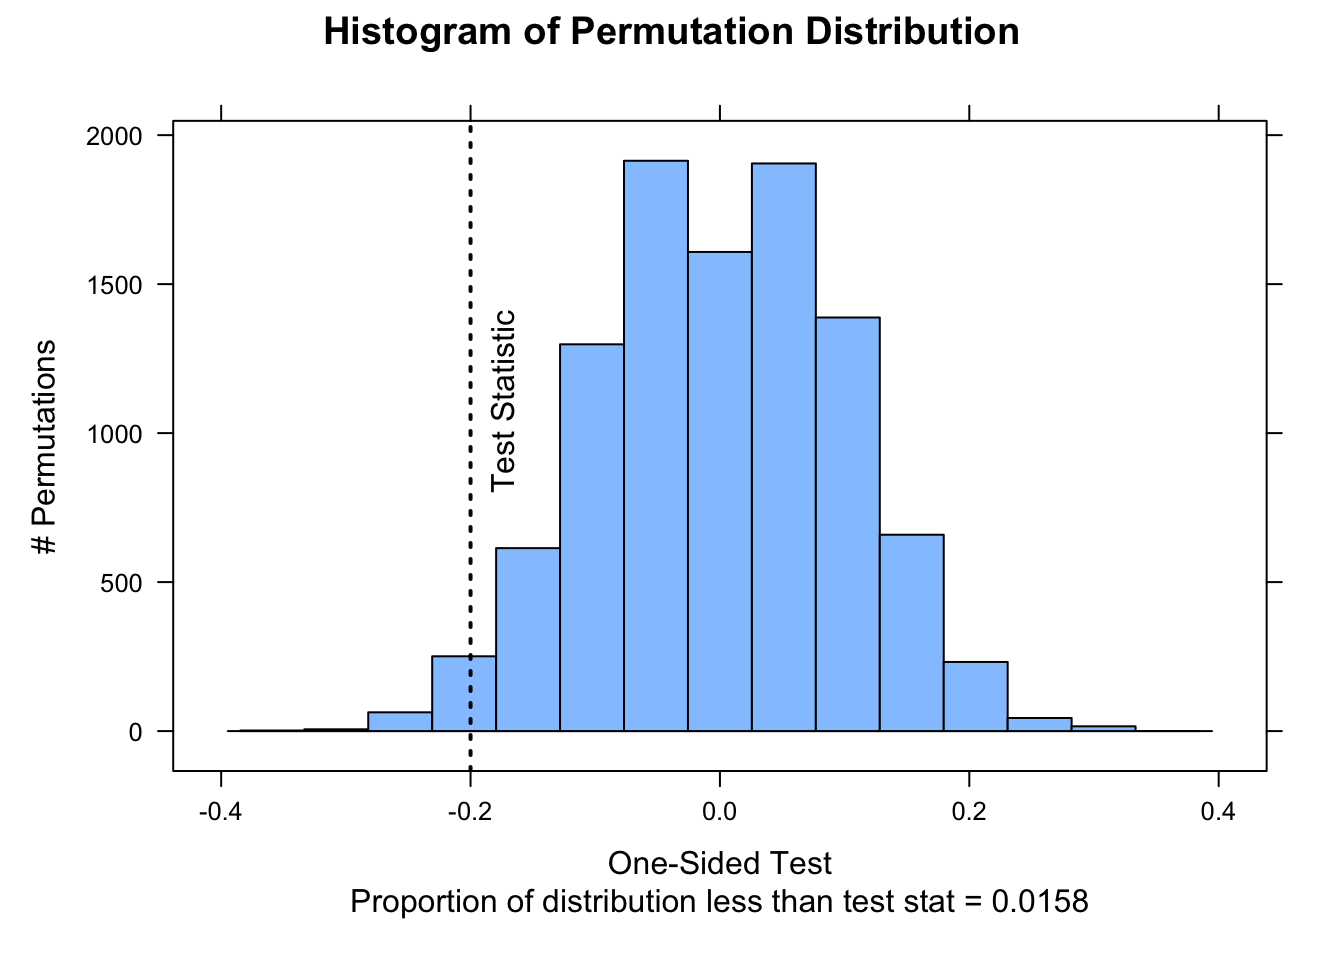 Histogram of Permutation Distribution
2000
1500
1000
500
0
# Permutations
Test Statistic
-0.4 -0.2 0.0 0.2 0.4
One-Sided Test
Proportion of distribution less than test stat = 0.0158